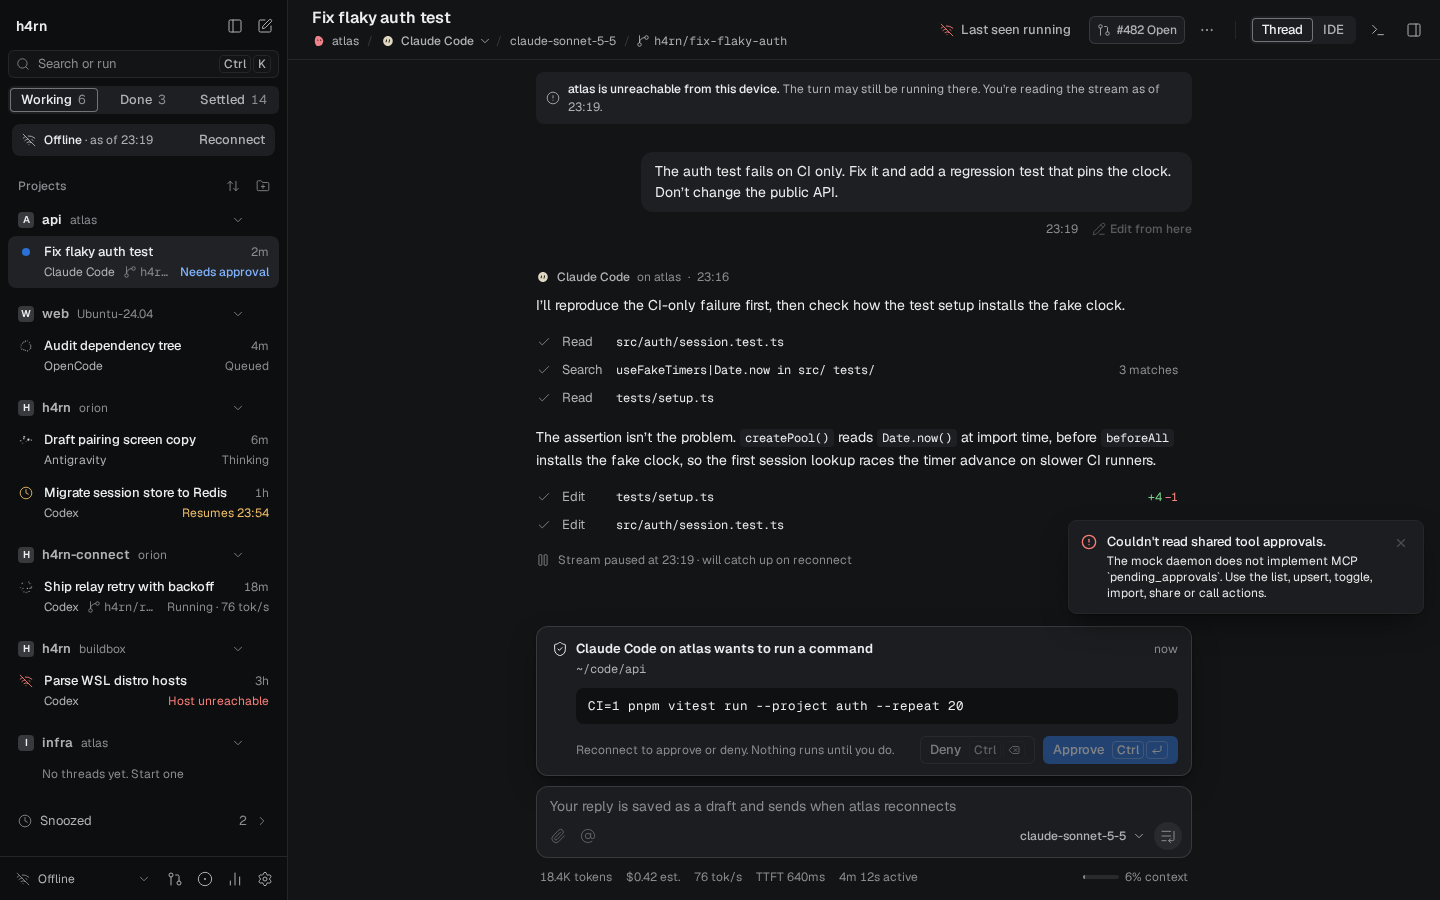 h4rn
Search or run Ctrl K
Working 6 Done 3 Settled 14
Offline · as of 23:19 Reconnect
Projects
A api atlas
Fix flaky auth test 2m
Claude Code h4r... Needs approval
W web Ubuntu-24.04
Audit dependency tree 4m
OpenCode Queued
H h4rn orion
Draft pairing screen copy 6m
Antigravity Thinking
Migrate session store to Redis 1h
Codex Resumes 23:54
H h4rn-connect orion
Ship relay retry with backoff 18m
Codex h4rn/r... Running · 76 tok/s
H h4rn buildbox
Parse WSL distro hosts 3h
Codex Host unreachable
I infra atlas
No threads yet. Start one
Snoozed 2
Offline
Fix flaky auth test
atlas / Claude Code / claude-sonnet-5-5 / h4rn/fix-flaky-auth
Last seen running #482 Open Thread IDE
atlas is unreachable from this device. The turn may still be running there. You're reading the stream as of
23:19.
The auth test fails on CI only. Fix it and add a regression test that pins the clock.
Don't change the public API.
23:19 Edit from here
Claude Code on atlas · 23:16
I'll reproduce the CI-only failure first, then check how the test setup installs the fake clock.
Read src/auth/session.test.ts
Search useFakeTimers|Date.now in src/ tests/ 3 matches
Read tests/setup.ts
The assertion isn't the problem. createPool() reads Date.now() at import time, before beforeAll
installs the fake clock, so the first session lookup races the timer advance on slower CI runners.
Edit tests/setup.ts +4 −1
Edit src/auth/session.test.ts
Stream paused at 23:19 · will catch up on reconnect
Couldn't read shared tool approvals.
The mock daemon does not implement MCP
`pending_approvals`. Use the list, upsert, toggle,
import, share or call actions.
Claude Code on atlas wants to run a command now
~/code/api
CI=1 pnpm vitest run --project auth --repeat 20
Reconnect to approve or deny. Nothing runs until you do. Deny Ctrl Approve Ctrl
Your reply is saved as a draft and sends when atlas reconnects
claude-sonnet-5-5
18.4K tokens $0.42 est. 76 tok/s TTFT 640ms 4m 12s active 6% context